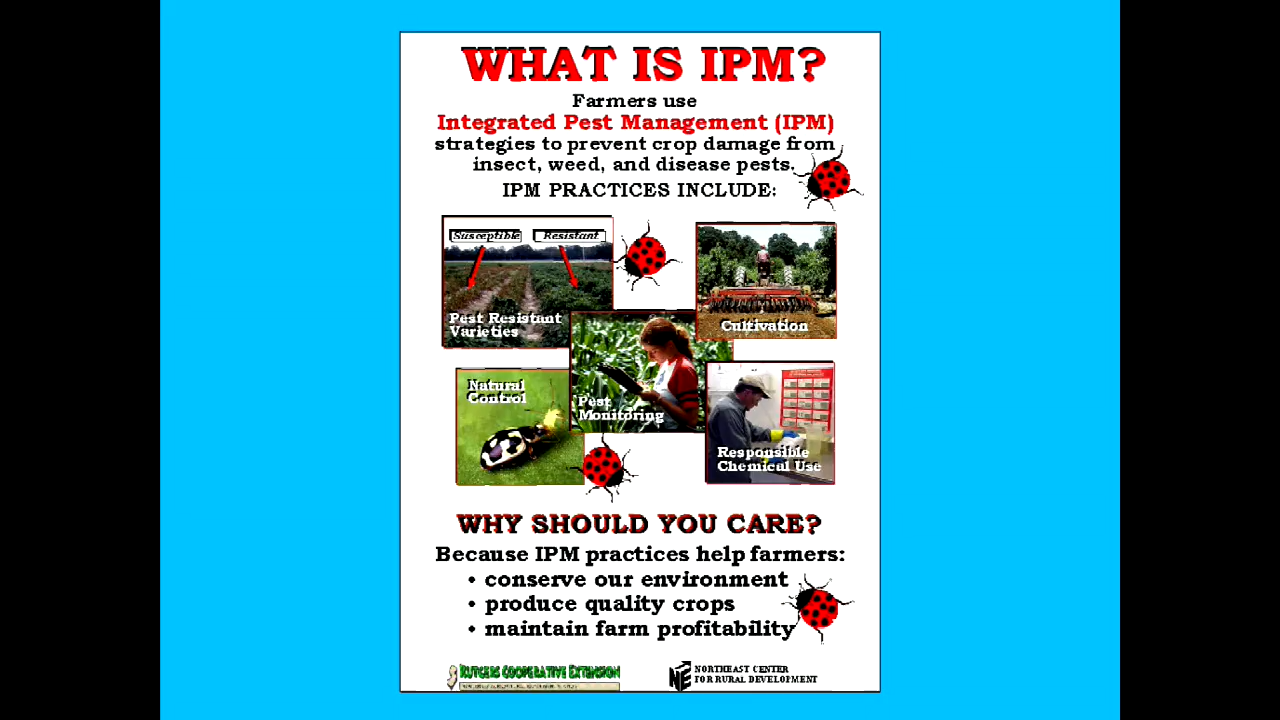 WHAT IS IPM?
Farmers use
Integrated Pest Management (IPM)
strategies to prevent crop damage from
insect, weed, and disease pests.
IPM PRACTICES INCLUDE:
Susceptible
Resistant
Pest Resistant
Varieties
Cultivation
Natural
Control
Pest
Monitoring
Responsible
Chemical Use
WHY SHOULD YOU CARE?
Because IPM practices help farmers:
• conserve our environment
• produce quality crops
• maintain farm profitability
RUTGERS COOPERATIVE EXTENSION
NE
NORTHEAST CENTER
FOR RURAL DEVELOPMENT